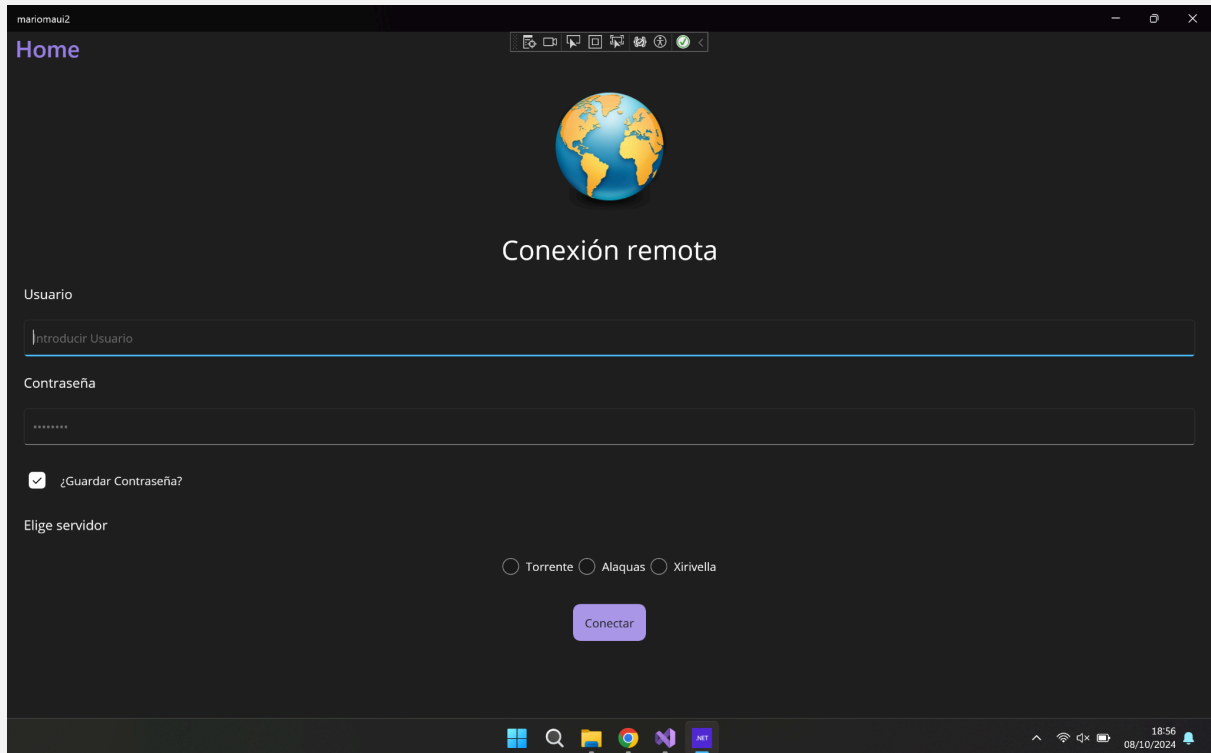 mariomaui2
Home
Conexión remota
Usuario
Introducir Usuario
Contraseña
¿Guardar Contraseña?
Elige servidor
Torrente Alaquas Xirivella
Conectar
.NET
18:56
08/10/2024